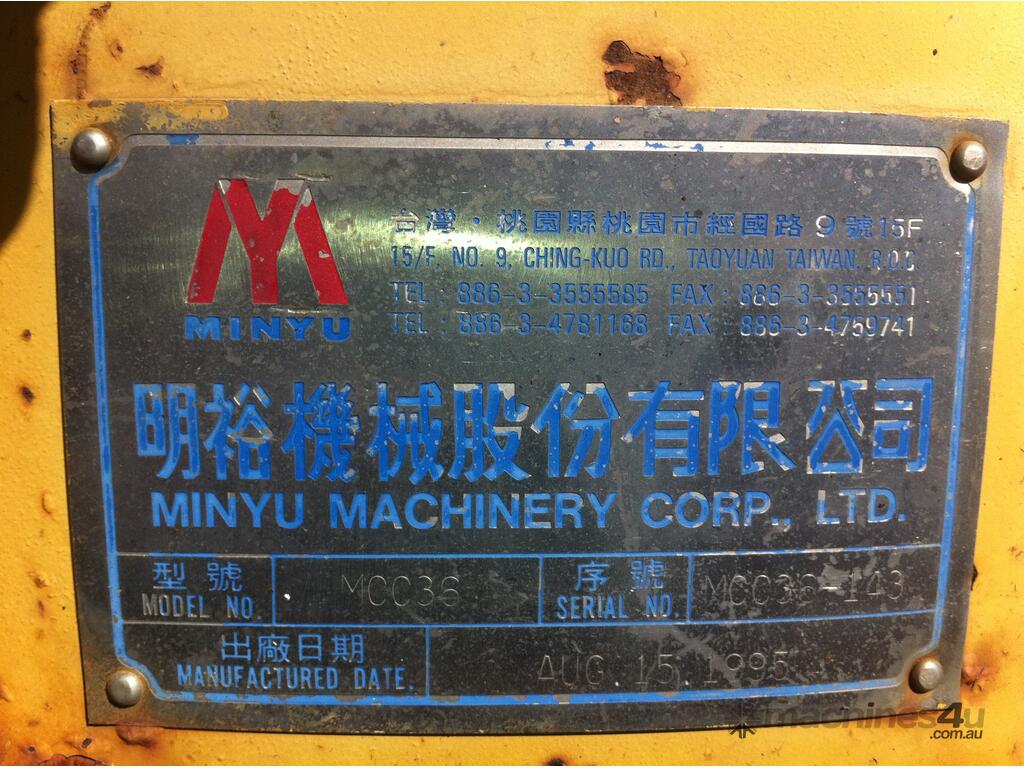 台灣・桃園縣桃園市經國路9號15F
15/F, NO. 9, CHING-KUO RD., TAOYUAN TAIWAN, R.O.C
TEL : 886-3-3555585 FAX : 886-3-3555551
TEL : 886-3-4781168 FAX : 886-3-4759741
MINYU
明裕機械股份有限公司
MINYU MACHINERY CORP., LTD.
型號 MCC36 序號 MCC36-143
MODEL NO. SERIAL NO.
出廠日期
MANUFACTURED DATE. AUG 15.1995
machines4u
.com.au